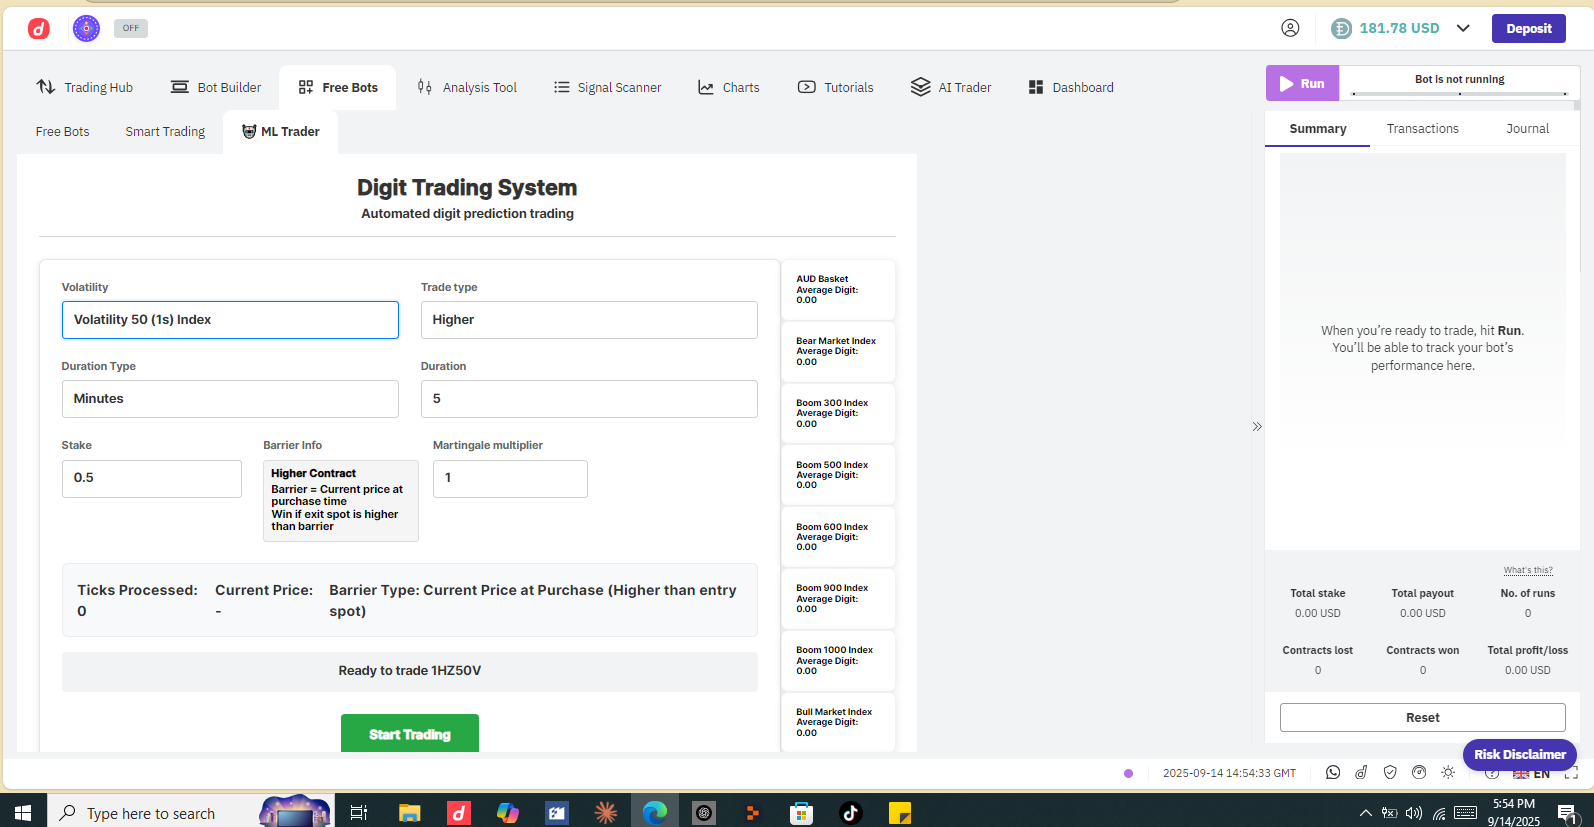 OFF
181.78 USD
Deposit
Trading Hub
Bot Builder
Free Bots
Analysis Tool
Signal Scanner
Charts
Tutorials
AI Trader
Dashboard
Run
Bot is not running
Free Bots
Smart Trading
ML Trader
Summary
Transactions
Journal
Digit Trading System
Automated digit prediction trading
Volatility
Volatility 50 (1s) Index
Trade type
Higher
Duration Type
Minutes
Duration
5
Stake
0.5
Barrier Info
Higher Contract
Barrier = Current price at
purchase time
Win if exit spot is higher
than barrier
Martingale multiplier
1
Ticks Processed:
0
Current Price:
-
Barrier Type: Current Price at Purchase (Higher than entry
spot)
Ready to trade 1HZ50V
Start Trading
AUD Basket
Average Digit:
0.00
Bear Market Index
Average Digit:
0.00
Boom 300 Index
Average Digit:
0.00
Boom 500 Index
Average Digit:
0.00
Boom 600 Index
Average Digit:
0.00
Boom 900 Index
Average Digit:
0.00
Boom 1000 Index
Average Digit:
0.00
Bull Market Index
Average Digit:
0.00
When you're ready to trade, hit Run.
You'll be able to track your bot's
performance here.
What's this?
Total stake
0.00 USD
Total payout
0.00 USD
No. of runs
0
Contracts lost
0
Contracts won
0
Total profit/loss
0.00 USD
Reset
Risk Disclaimer
2025-09-14 14:54:33 GMT
EN
Type here to search
5:54 PM
9/14/2025
1